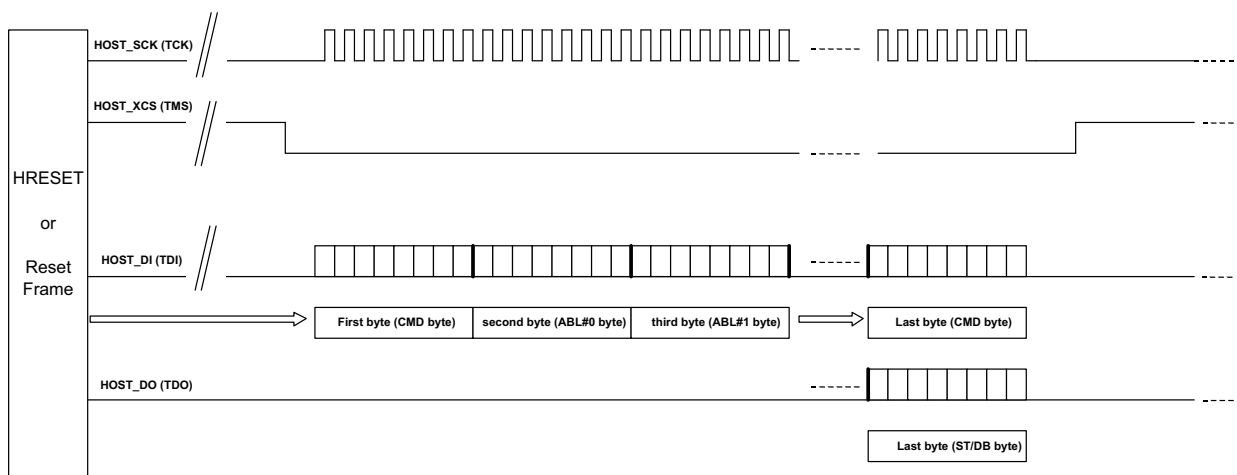 HOST_SCK (TCK)
HOST_XCS (TMS)
HRESET
or
Reset
Frame
HOST_DI (TDI)
First byte (CMD byte)
second byte (ABL#0 byte)
third byte (ABL#1 byte)
Last byte (CMD byte)
HOST_DO (TDO)
Last byte (ST/DB byte)